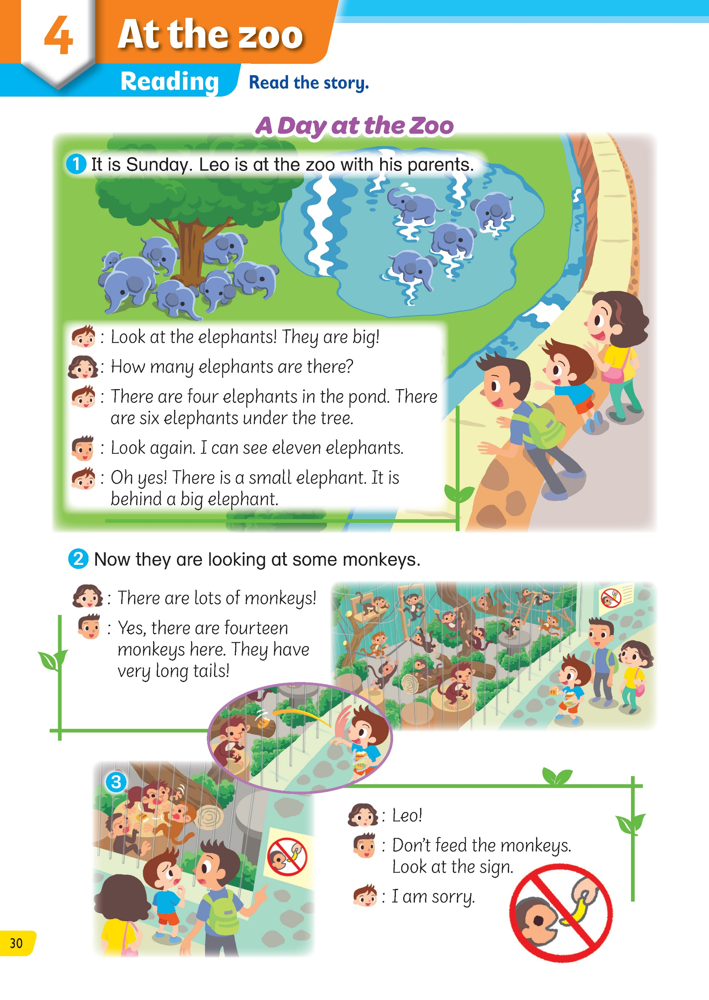 4
At the zoo
Reading
Read the story.
A Day at the Zoo
1 It is Sunday. Leo is at the zoo with his parents.
: Look at the elephants! They are big!
: How many elephants are there?
: There are four elephants in the pond. There
are six elephants under the tree.
: Look again. I can see eleven elephants.
: Oh yes! There is a small elephant. It is
behind a big elephant.
2 Now they are looking at some monkeys.
: There are lots of monkeys!
: Yes, there are fourteen
monkeys here. They have
very long tails!
3
: Leo!
: Don't feed the monkeys.
Look at the sign.
: I am sorry.
30